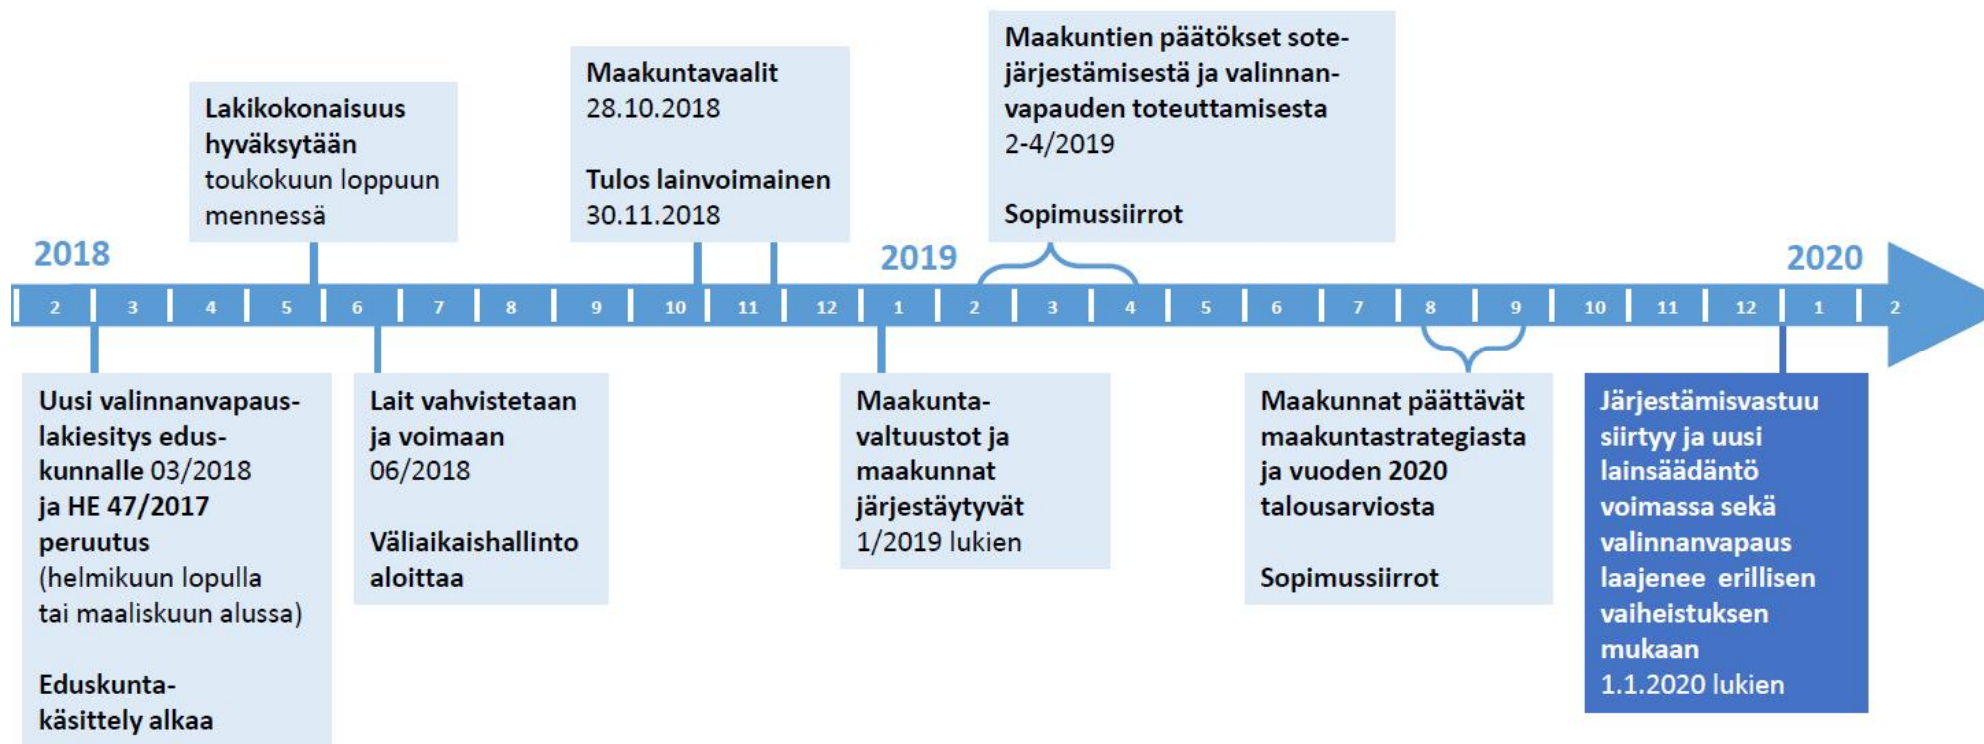 Lakikokonaisuus
hyväksytään
toukokuun loppuun
mennessä
Maakuntavaalit
28.10.2018
Tulos lainvoimainen
30.11.2018
Maakuntien päätökset sote-
järjestämisestä ja valinnan-
vapauden toteuttamisesta
2-4/2019
Sopimussiirrot
2018 2019 2020
2 3 4 5 6 7 8 9 10 11 12 1 2 3 4 5 6 7 8 9 10 11 12 1 2
Uusi valinnanvapaus-
lakiesitys edus-
kunnalle 03/2018
ja HE 47/2017
peruutus
(helmikuun lopulla
tai maaliskuun alussa)
Eduskunta-
käsittely alkaa
Lait vahvistetaan
ja voimaan
06/2018
Väliaikaishallinto
aloittaa
Maakunta-
valtuustot ja
maakunnat
järjestäytyvät
1/2019 lukien
Maakunnat päättävät
maakuntastrategiasta
ja vuoden 2020
talousarviosta
Sopimussiirrot
Järjestämisvastuu
siirtyy ja uusi
lainsäädäntö
voimassa sekä
valinnanvapaus
laajenee erillisen
vaiheistuksen
mukaan
1.1.2020 lukien